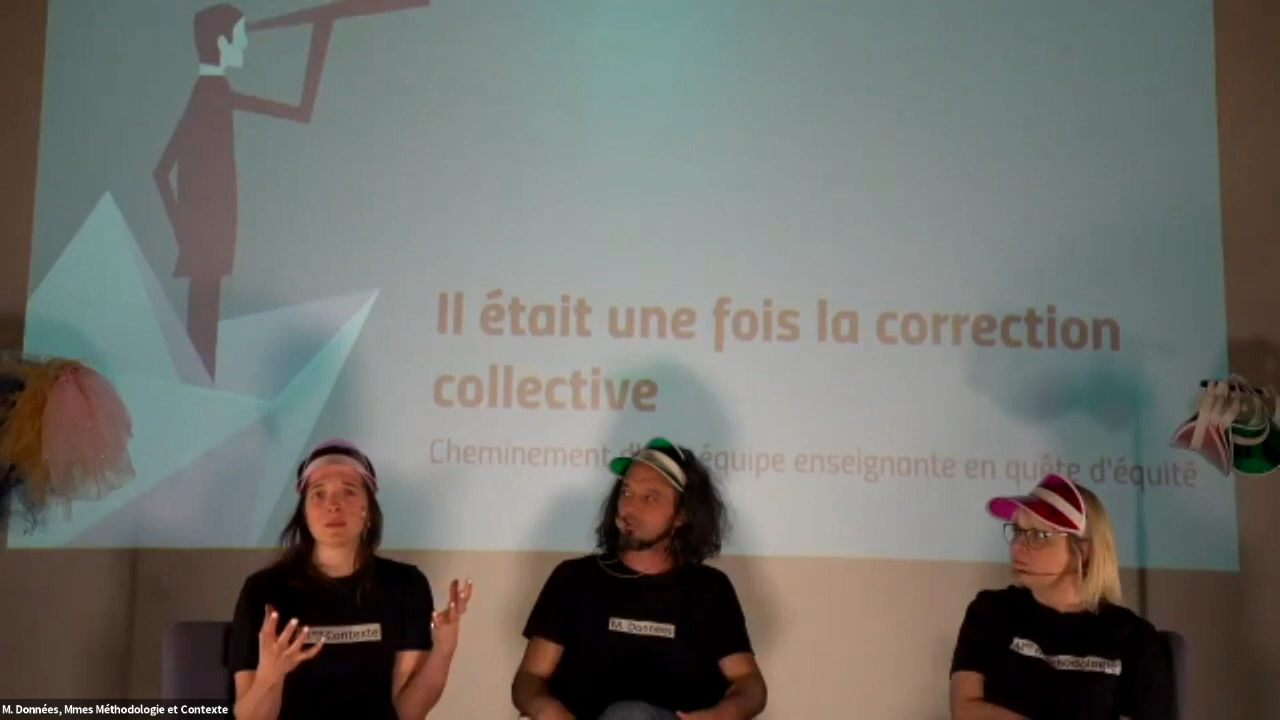 Il était une fois la correction
collective
Cheminement équipe enseignante en quête d'équité
Contexte
M. Données
M. Données, Mmes Méthodologie et Contexte